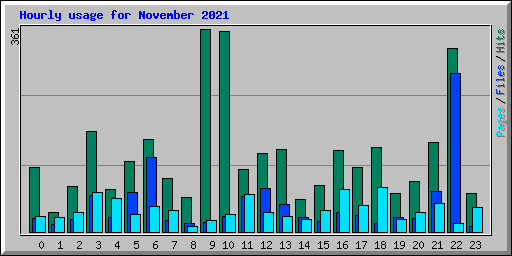 Hourly usage for November 2021
361
Pages/Files/Hits
0 1 2 3 4 5 6 7 8 9 10 11 12 13 14 15 16 17 18 19 20 21 22 23